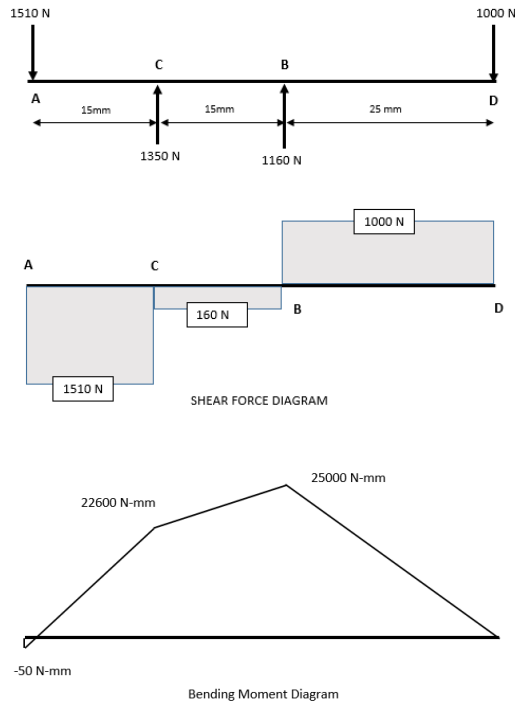 1510 N
1000 N
C
B
A
D
15mm
15mm
25 mm
1350 N
1160 N
1000 N
A
C
160 N
B
D
1510 N
SHEAR FORCE DIAGRAM
25000 N-mm
22600 N-mm
-50 N-mm
Bending Moment Diagram